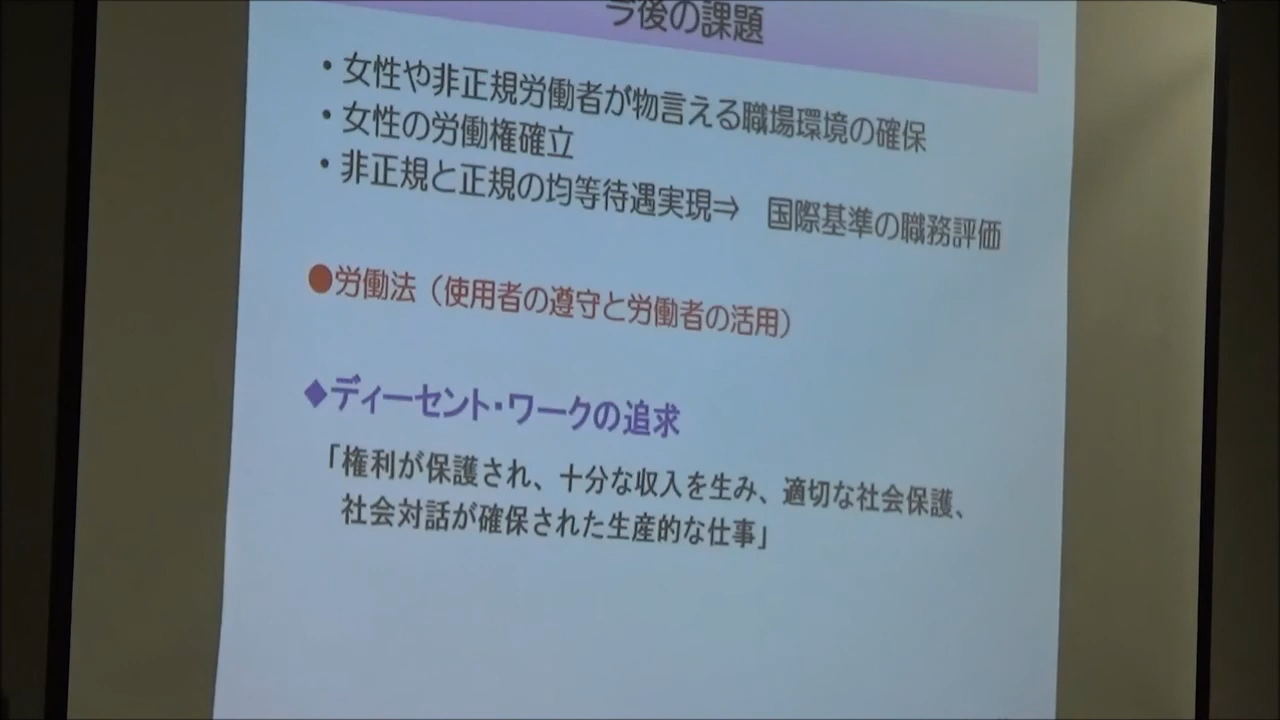 今後の課題
・女性や非正規労働者が物言える職場環境の確保
・女性の労働権確立
・非正規と正規の均等待遇実現⇒　国際基準の職務評価
●労働法（使用者の遵守と労働者の活用）
◆ディーセント・ワークの追求
「権利が保護され、十分な収入を生み、適切な社会保護、
社会対話が確保された生産的な仕事」